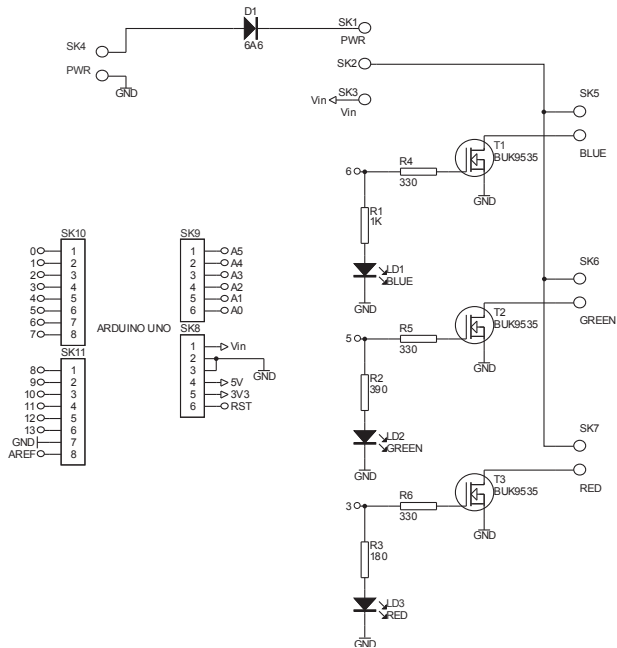 D1
6A6
SK1
PWR
SK4
PWR
GND
SK2
SK3
Vin
Vin
SK5
BLUE
T1
BUK9535
R4
330
6
GND
R1
1K
LD1
BLUE
GND
SK6
GREEN
T2
BUK9535
R5
330
5
GND
R2
390
LD2
GREEN
GND
SK7
RED
T3
BUK9535
R6
330
3
GND
R3
180
LD3
RED
GND
SK10
0 1
1 2
2 3
3 4
4 5
5 6
6 7
7 8
SK11
8 1
9 2
10 3
11 4
12 5
13 6
GND 7
AREF 8
ARDUINO UNO
SK9
1 A5
2 A4
3 A3
4 A2
5 A1
6 A0
SK8
1 Vin
2
3
GND
4 5V
5 3V3
6 RST